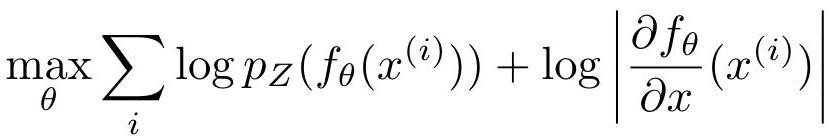 max_θ ∑_i log p_Z(f_θ(x^{(i)})) + log |∂f_θ/∂x (x^{(i)})|